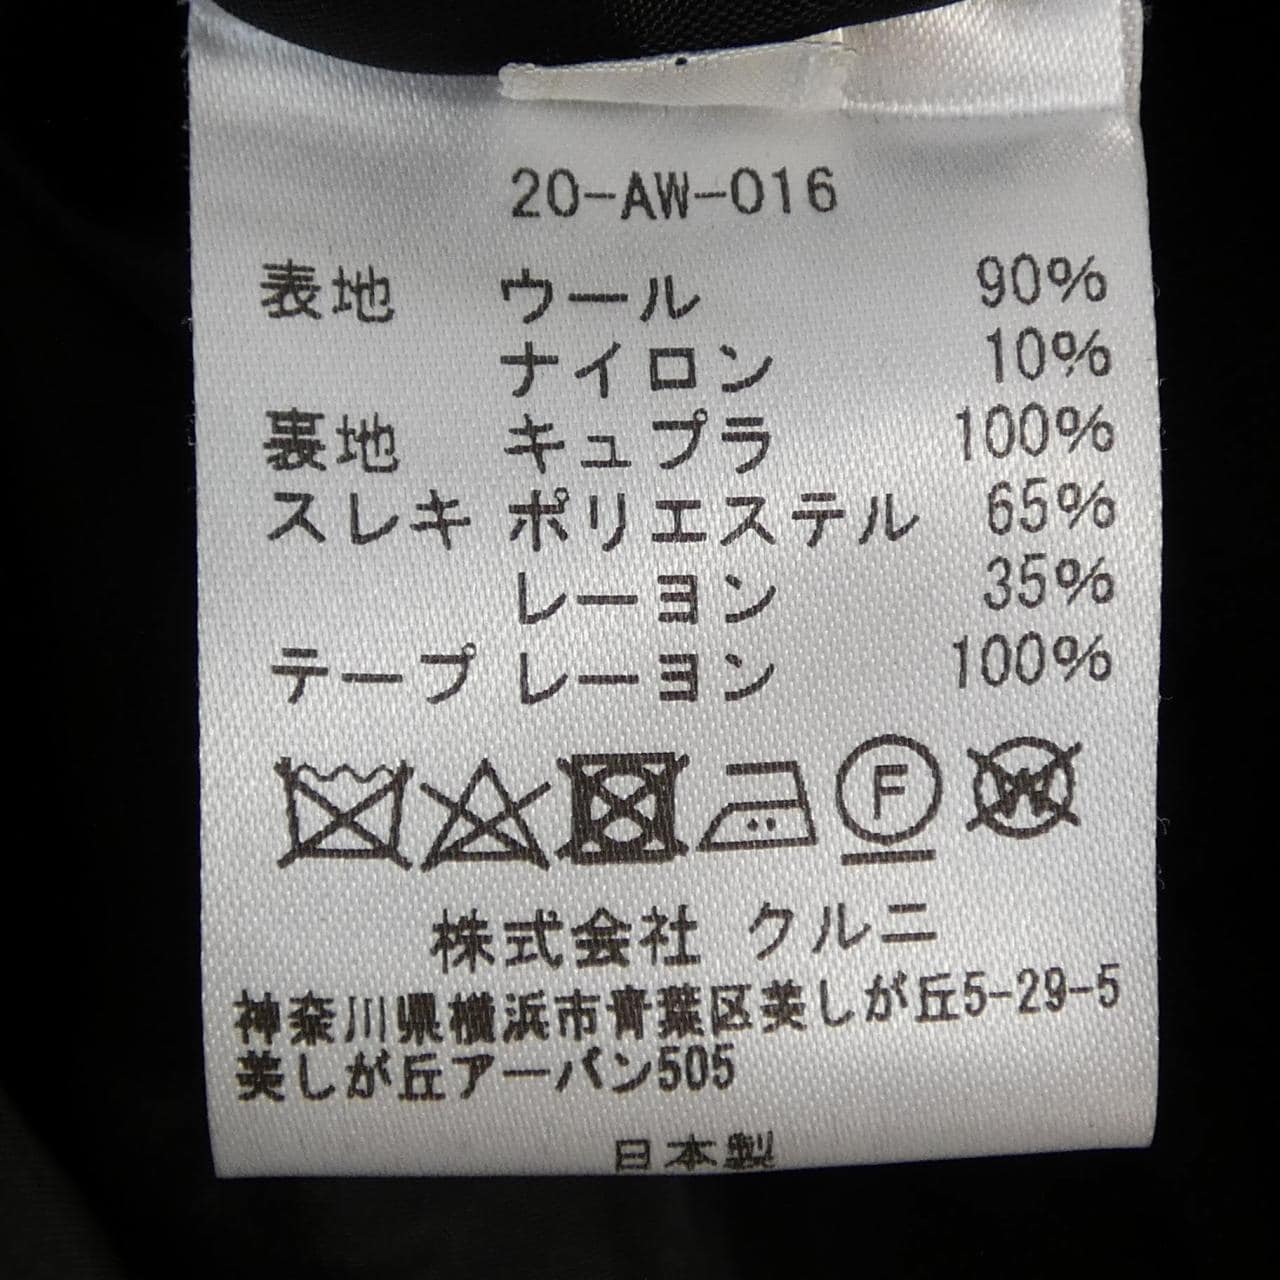 20-AW-016
表地 ウール 90%
ナイロン 10%
裏地 キュプラ 100%
スレキ ポリエステル 65%
レーヨン 35%
テープ レーヨン 100%
F W
株式会社 クルニ
神奈川県横浜市青葉区美しが丘5-29-5
美しが丘アーバン505
日本製